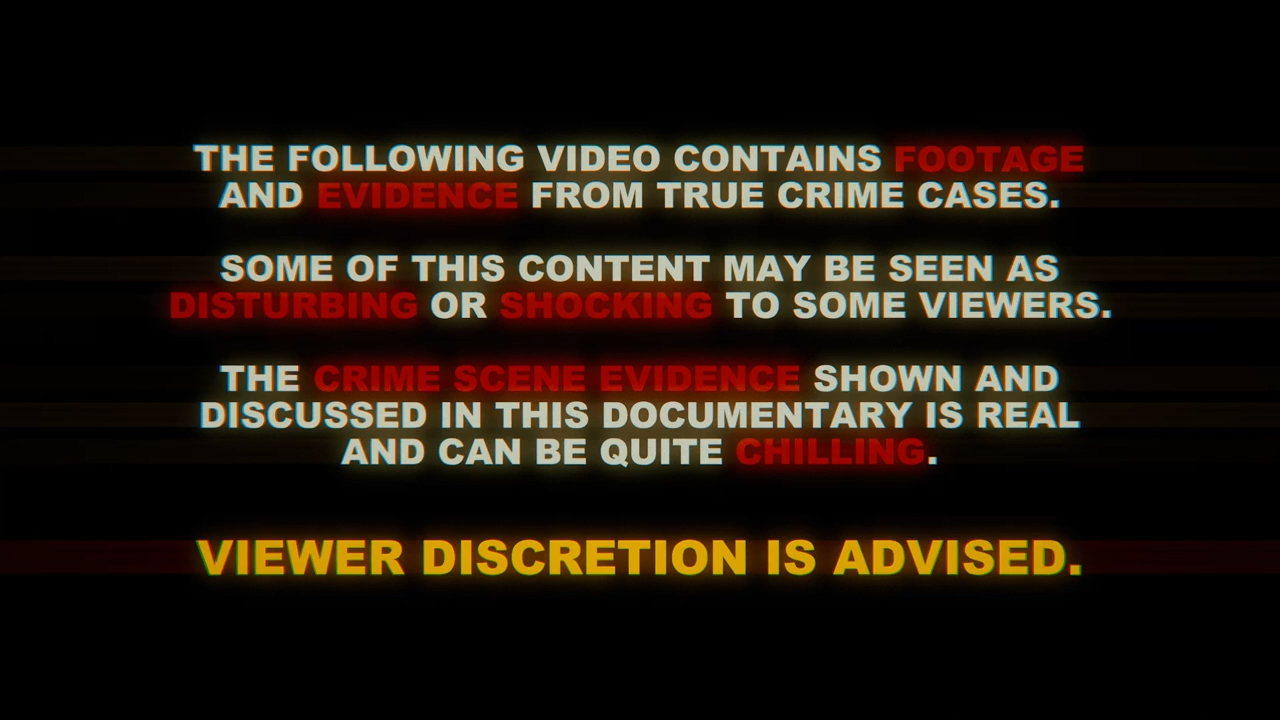 THE FOLLOWING VIDEO CONTAINS FOOTAGE
AND EVIDENCE FROM TRUE CRIME CASES.
SOME OF THIS CONTENT MAY BE SEEN AS
DISTURBING OR SHOCKING TO SOME VIEWERS.
THE CRIME SCENE EVIDENCE SHOWN AND
DISCUSSED IN THIS DOCUMENTARY IS REAL
AND CAN BE QUITE CHILLING.
VIEWER DISCRETION IS ADVISED.